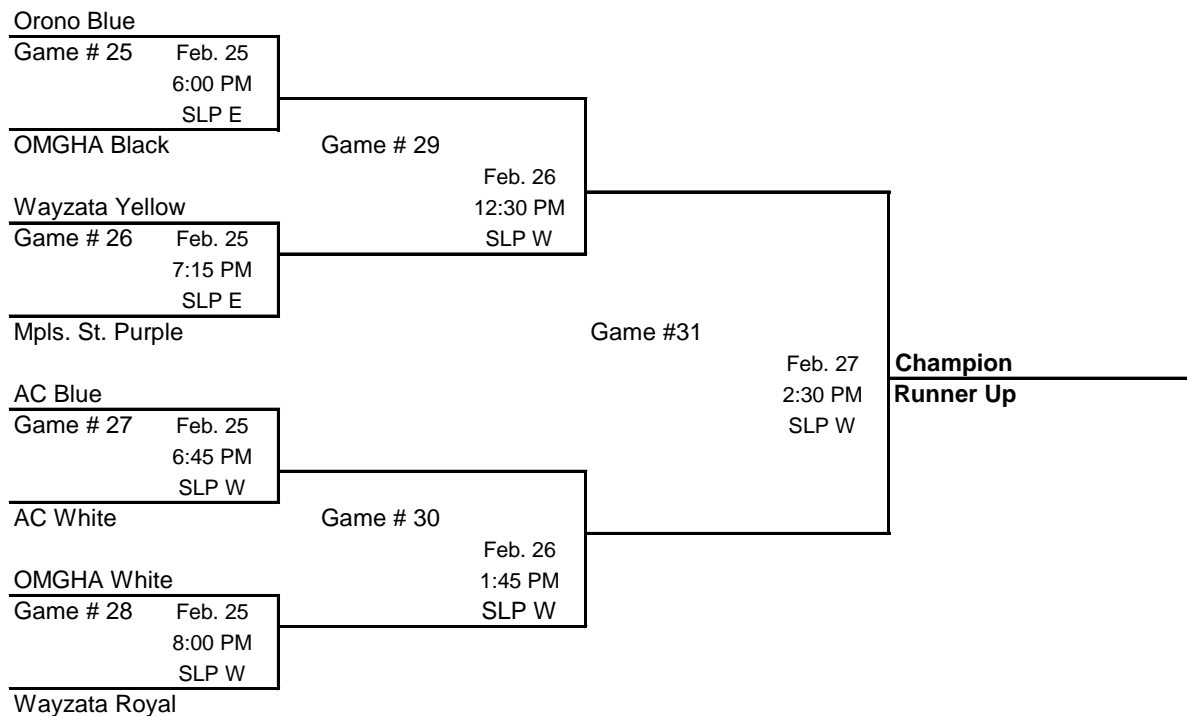 Orono Blue
Game # 25 Feb. 25
6:00 PM
SLP E
OMGHA Black Game # 29
Feb. 26
Wayzata Yellow 12:30 PM
Game # 26 Feb. 25 SLP W
7:15 PM
SLP E
Mpls. St. Purple Game #31
Feb. 27 Champion
AC Blue 2:30 PM Runner Up
Game # 27 Feb. 25 SLP W
6:45 PM
SLP W
AC White Game # 30
Feb. 26
OMGHA White 1:45 PM
Game # 28 Feb. 25 SLP W
8:00 PM
SLP W
Wayzata Royal